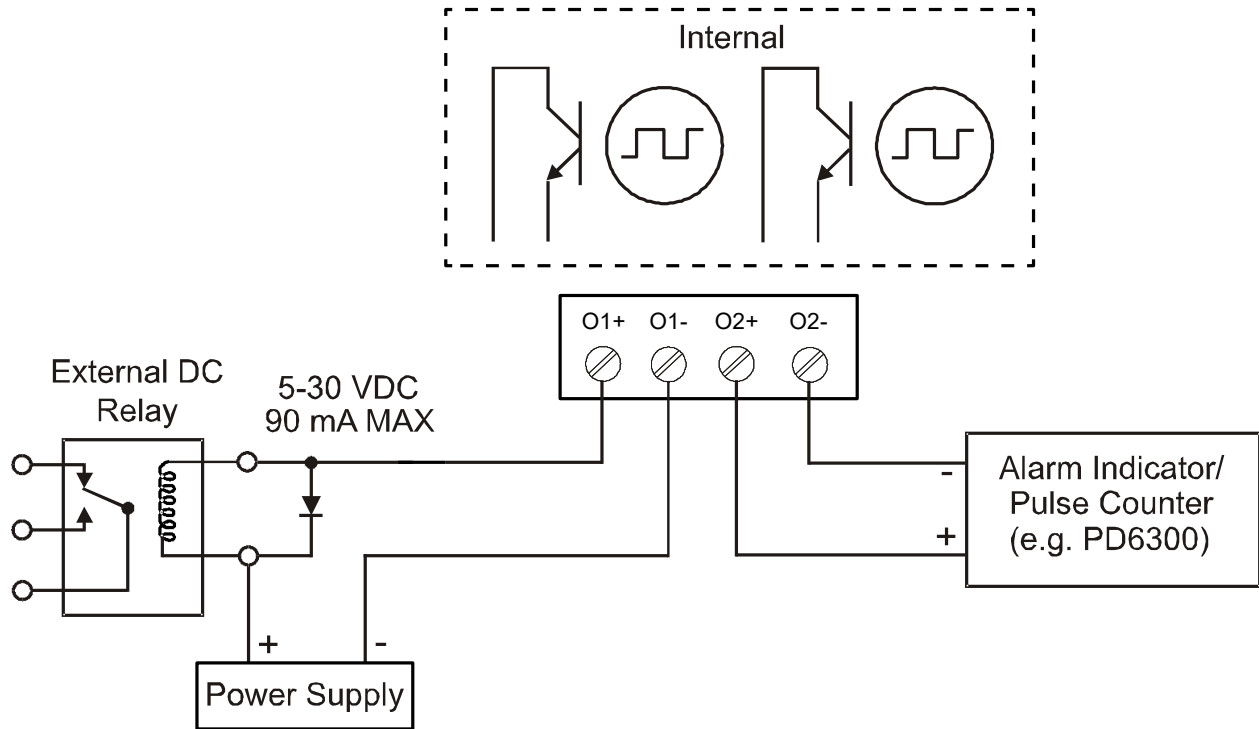 Internal
O1+ O1- O2+ O2-
External DC
Relay
5-30 VDC
90 mA MAX
-
+
Alarm Indicator/
Pulse Counter
(e.g. PD6300)
+ -
Power Supply